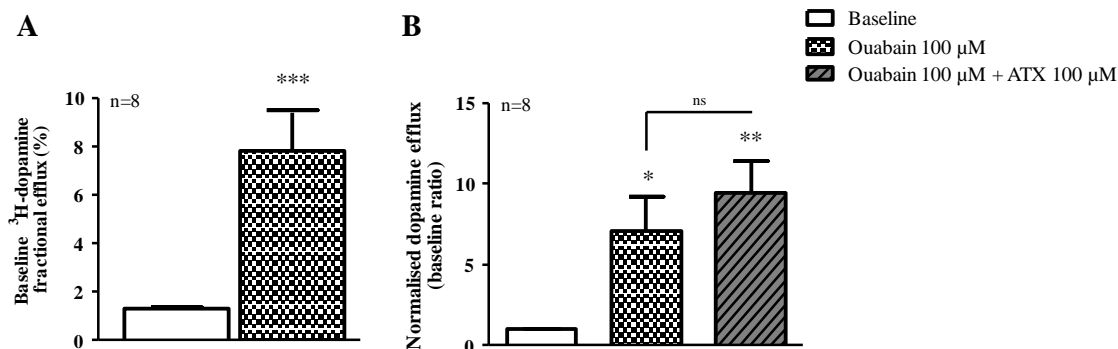 A
Baseline ³H-dopamine
fractional efflux (%)
10
8
6
4
2
0
n=8
***
B
Normalised dopamine efflux
(baseline ratio)
15
10
5
0
n=8
ns
*
**
Baseline
Ouabain 100 µM
Ouabain 100 µM + ATX 100 µM